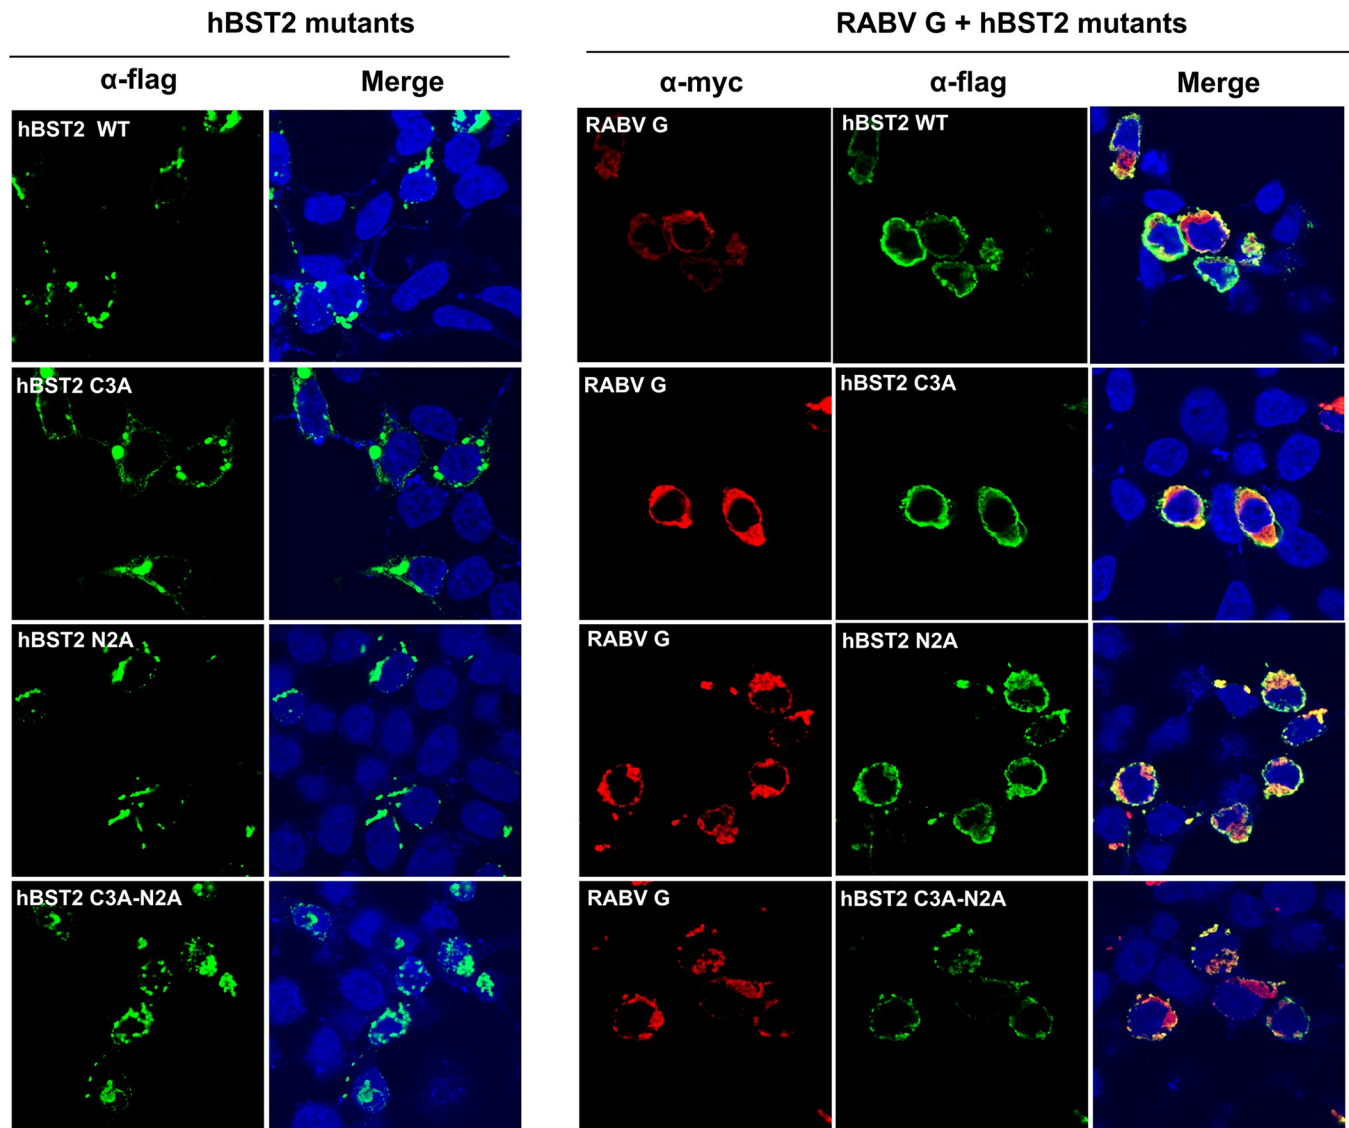 hBST2 mutants
RABV G + hBST2 mutants
α-flag
Merge
α-myc
α-flag
Merge
hBST2 WT
RABV G
hBST2 WT
hBST2 C3A
RABV G
hBST2 C3A
hBST2 N2A
RABV G
hBST2 N2A
hBST2 C3A-N2A
RABV G
hBST2 C3A-N2A